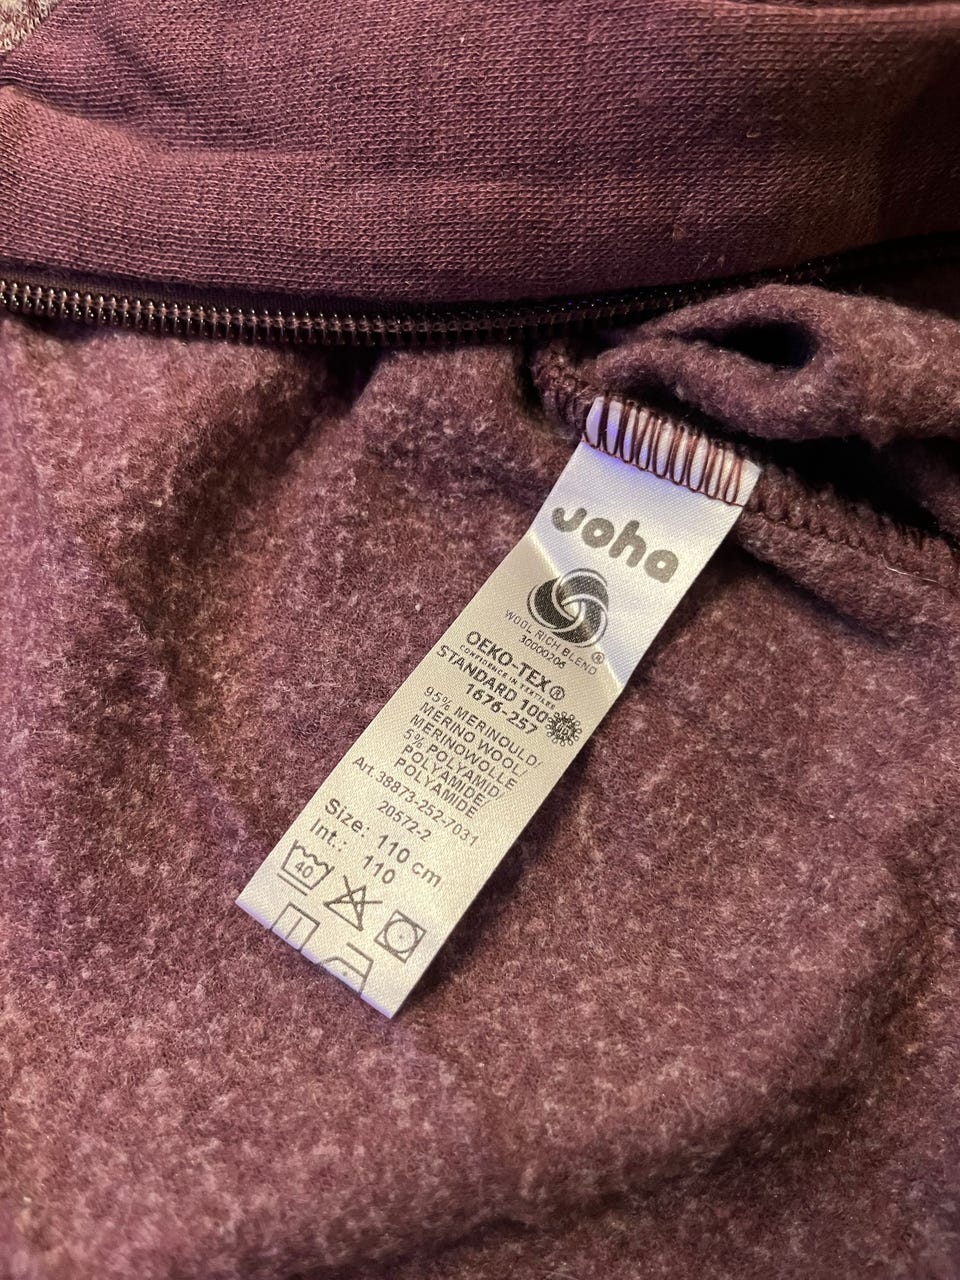 Joha
WOOL RICH BLEND ®
30000206
OEKO-TEX®
CONFIDENCE IN TEXTILES
STANDARD 100
1676-257
95% MERINOULD/
MERINO WOOL/
MERINOWOLLE
5% POLYAMID/
POLYAMIDE/
POLYAMIDE
Art.38873-252-7031
20572-2
Size: 110 cm
Int.: 110
40